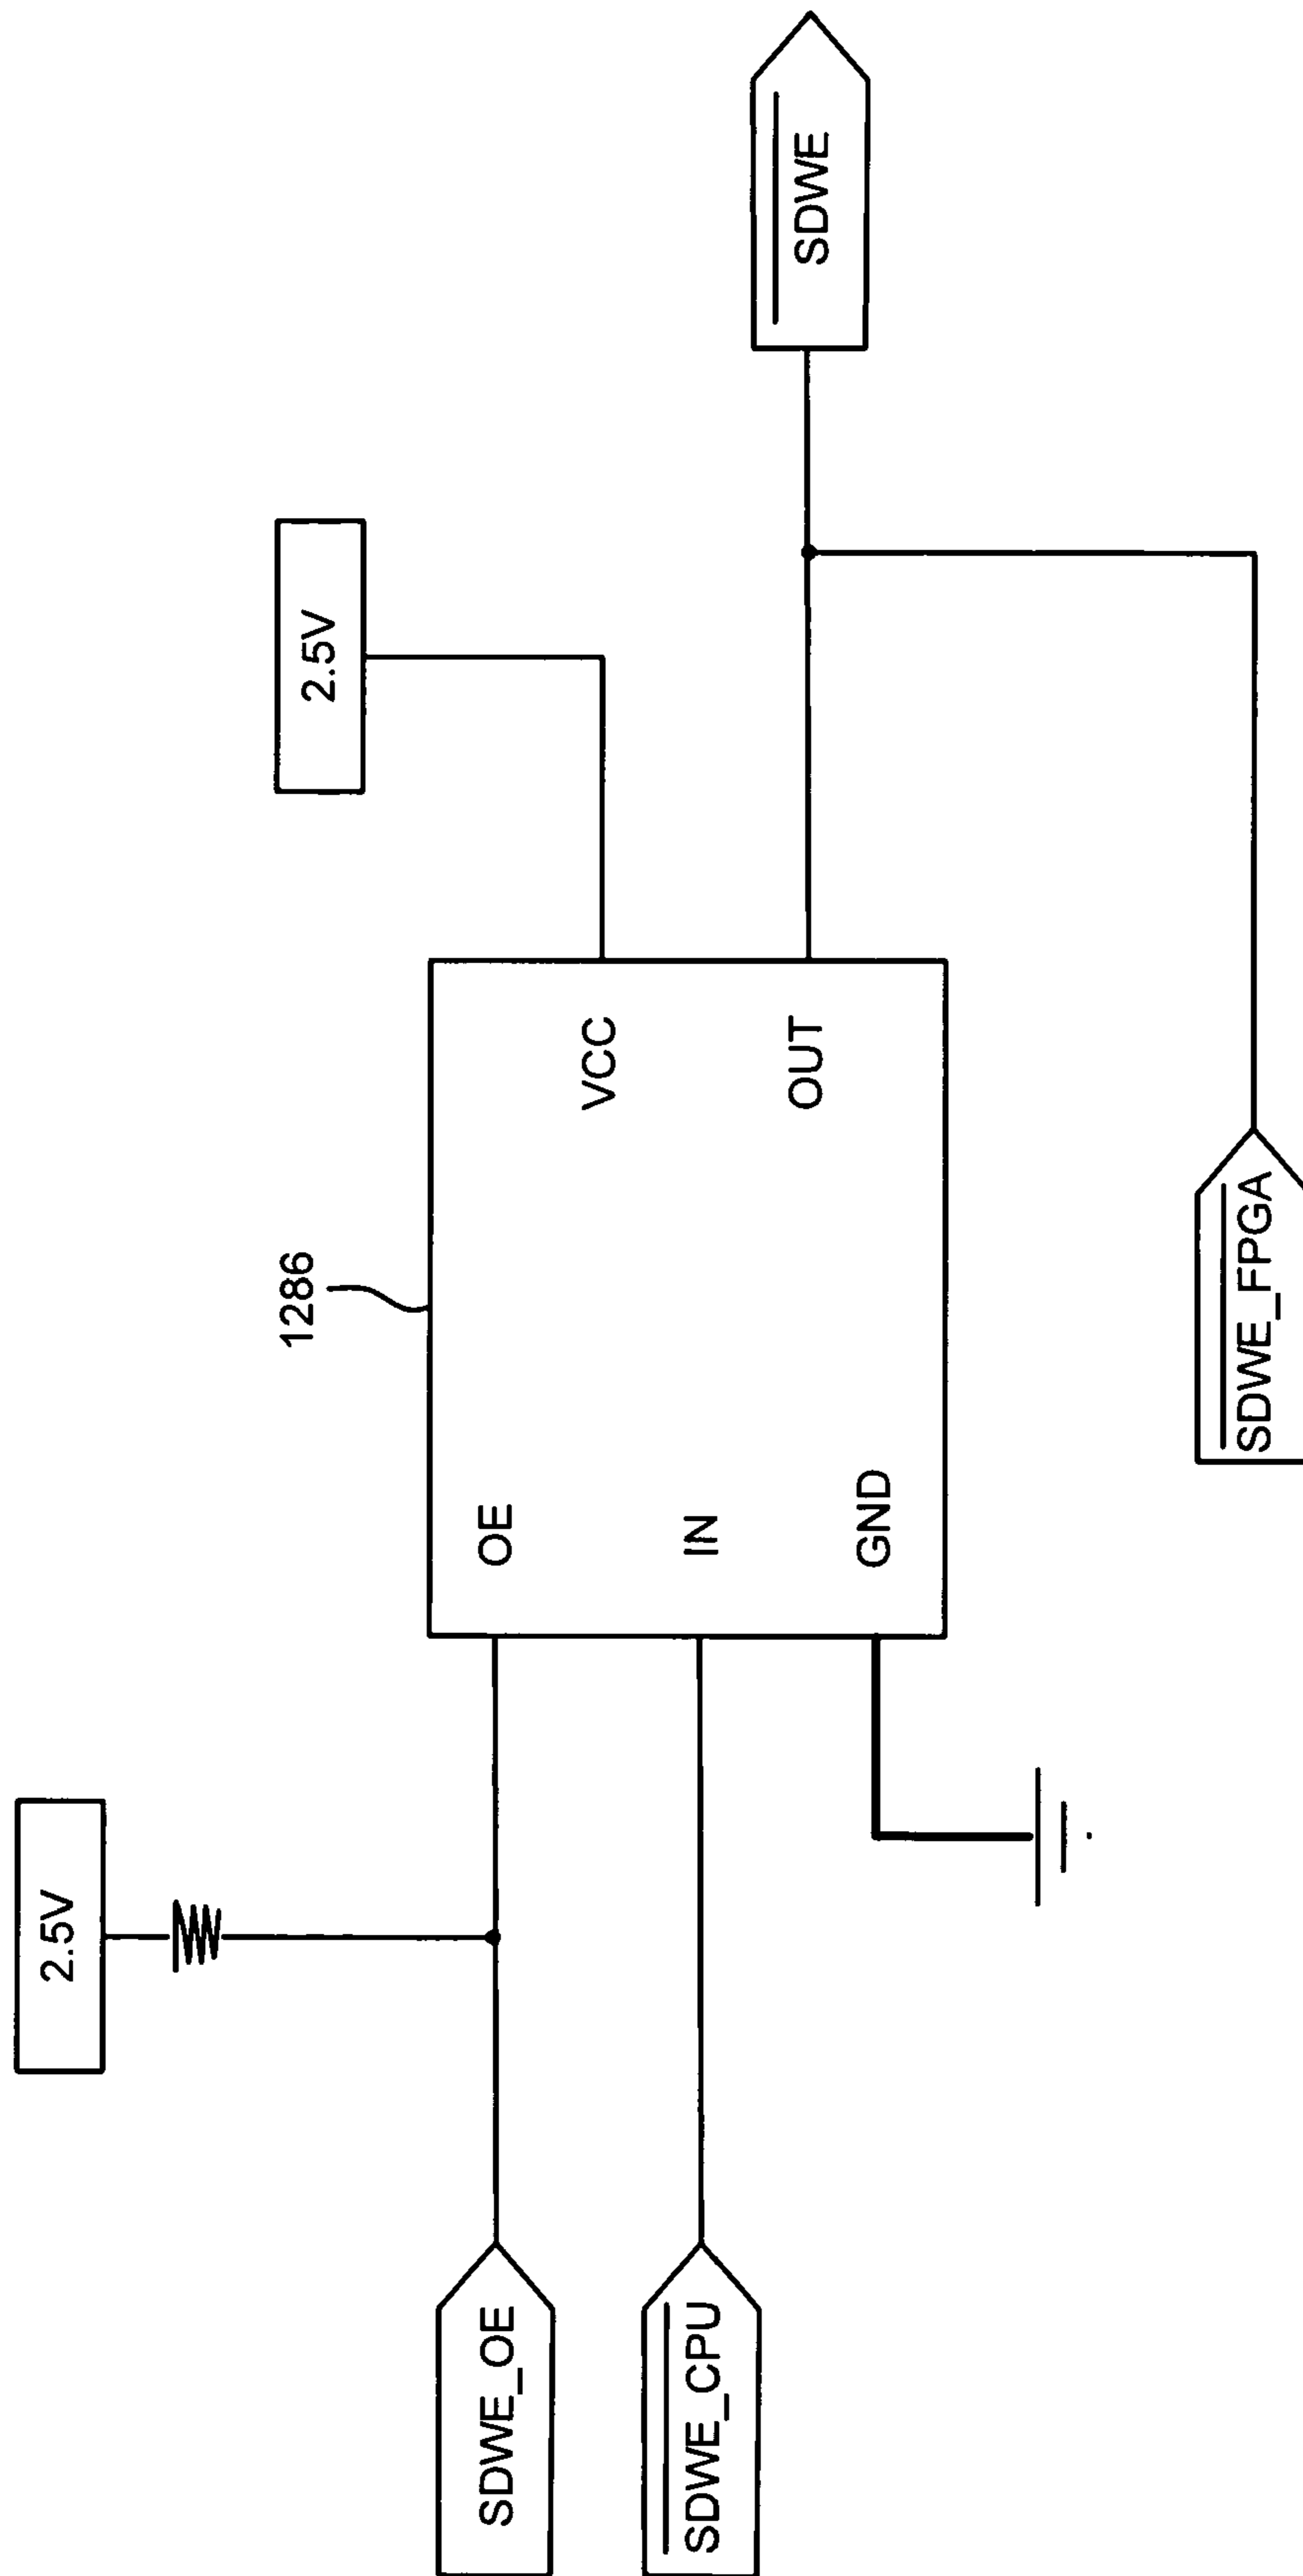 2.5V
SDWE_OE
SDWE_CPU
1286
OE
IN
GND
VCC
OUT
2.5V
SDWE
SDWE_FPGA